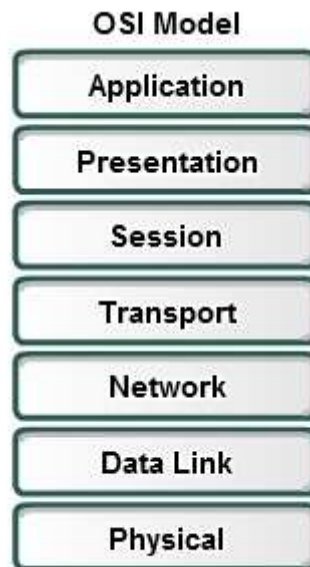 OSI Model
Application
Presentation
Session
Transport
Network
Data Link
Physical